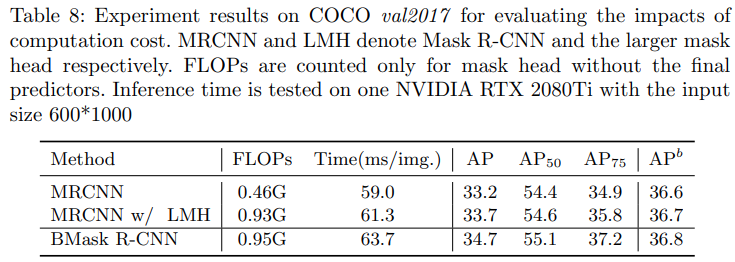 Table 8: Experiment results on COCO val2017 for evaluating the impacts of
computation cost. MRCNN and LMH denote Mask R-CNN and the larger mask
head respectively. FLOPs are counted only for mask head without the final
predictors. Inference time is tested on one NVIDIA RTX 2080Ti with the input
size 600*1000
Method FLOPs Time(ms/img.) AP AP50 AP75 APb
MRCNN 0.46G 59.0 33.2 54.4 34.9 36.6
MRCNN w/ LMH 0.93G 61.3 33.7 54.6 35.8 36.7
BMask R-CNN 0.95G 63.7 34.7 55.1 37.2 36.8